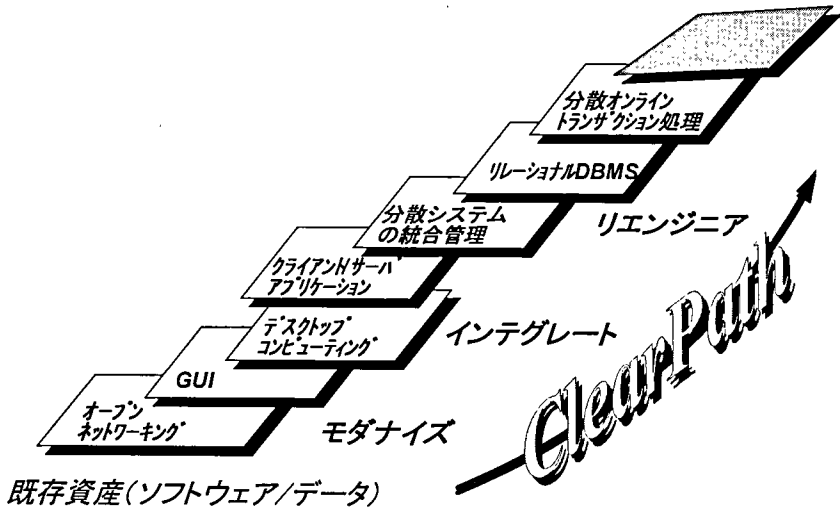 分散オンライン
トランザクション処理
リレーショナルDBMS
分散システム
の統合管理
リエンジニア
クライアントサーバ
アプリケーション
デスクトップ
コンピューティング
インテグレート
GUI
オープン
ネットワーキング
モダナイズ
既存資産(ソフトウェア/データ)
ClearPath